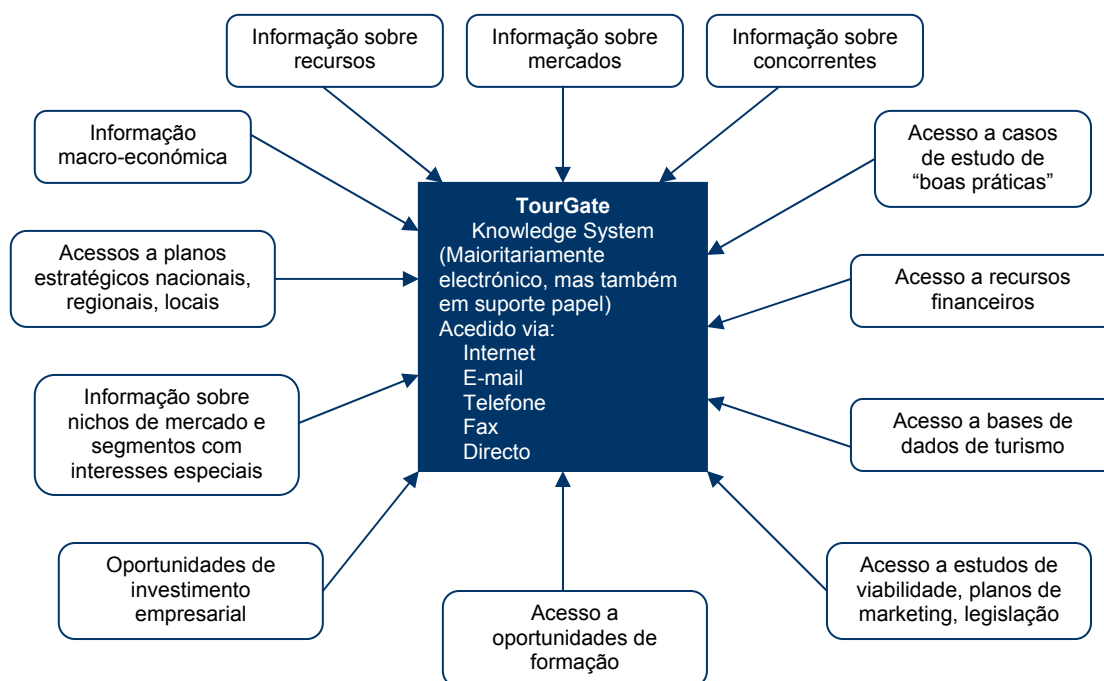 Informação sobre
recursos
Informação sobre
mercados
Informação sobre
concorrentes
Informação
macro-económica
Acesso a casos
de estudo de
“boas práticas”
TourGate
Knowledge System
(Maioritariamente
electrónico, mas também
em suporte papel)
Acedido via:
Internet
E-mail
Telefone
Fax
Directo
Acessos a planos
estratégicos nacionais,
regionais, locais
Acesso a recursos
financeiros
Informação sobre
nichos de mercado e
segmentos com
interesses especiais
Acesso a bases de
dados de turismo
Oportunidades de
investimento
empresarial
Acesso a
oportunidades de
formação
Acesso a estudos de
viabilidade, planos de
marketing, legislação